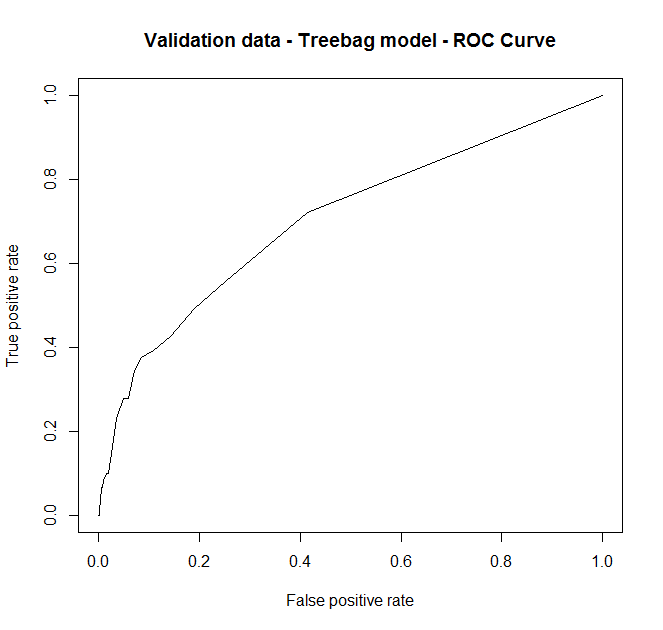 Validation data - Treebag model - ROC Curve
1.0
0.8
0.6
0.4
0.2
0.0
True positive rate
0.0 0.2 0.4 0.6 0.8 1.0
False positive rate